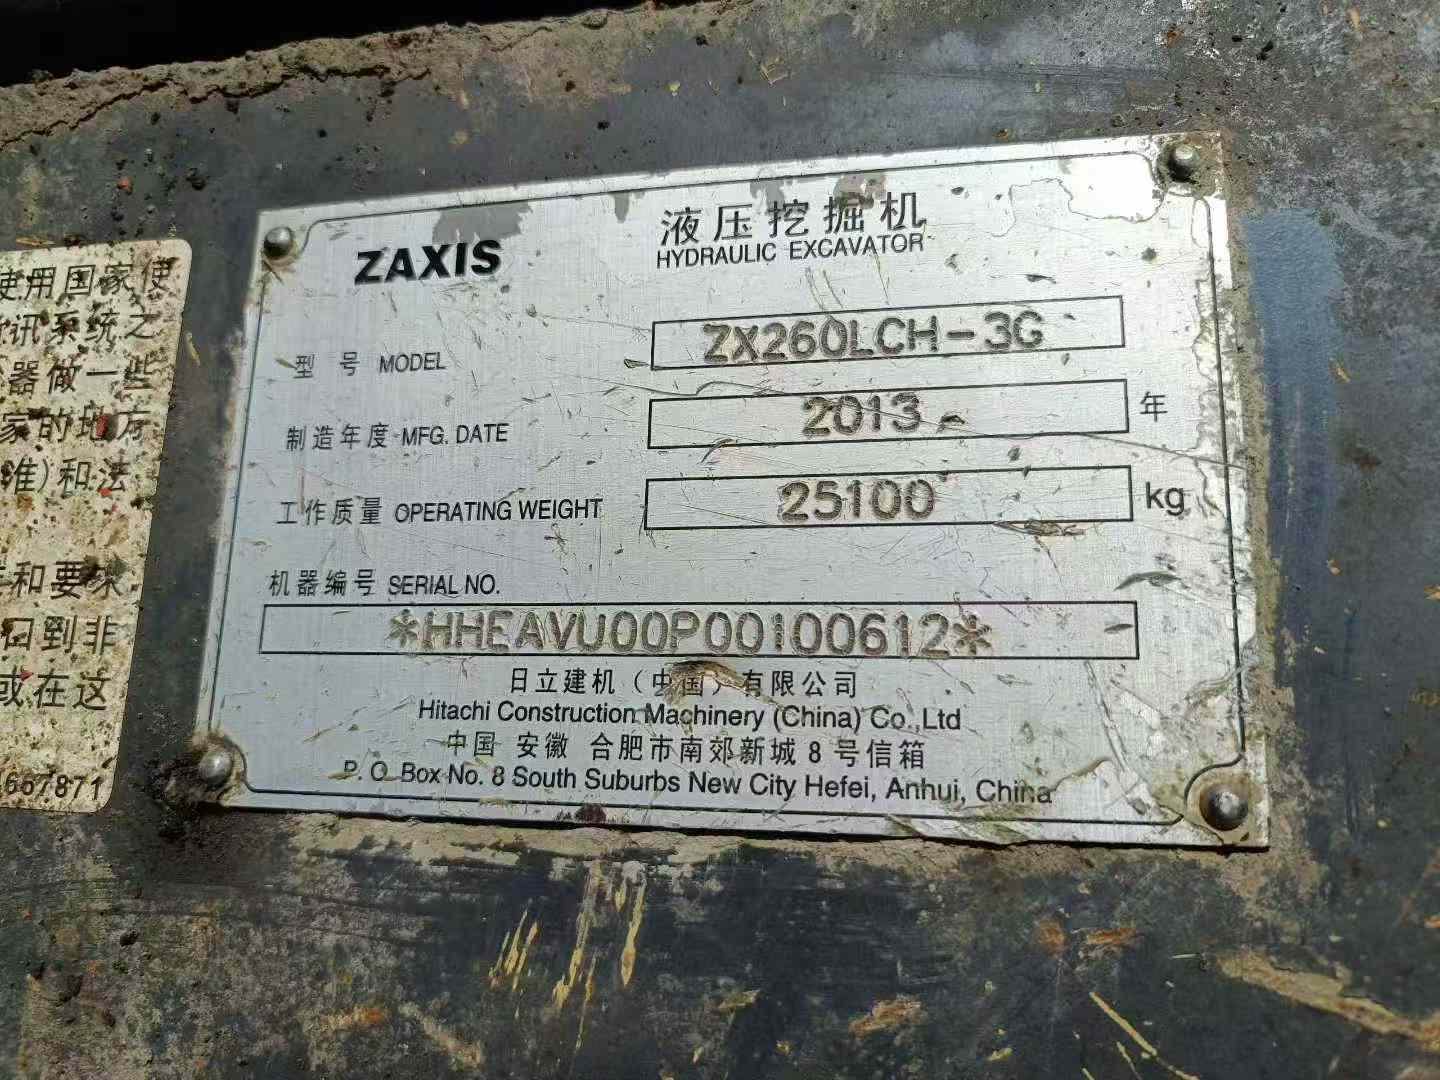 使用国家使
讯系统之
器做一些
家的地方
准)和法
和要求
口到非
或在这
667871
ZAXIS
液压挖掘机
HYDRAULIC EXCAVATOR
型号 MODEL ZX260LCH-3G
制造年度 MFG. DATE 2013 年
工作质量 OPERATING WEIGHT 25100 kg
机器编号 SERIAL NO.
*HHEAVU00P00100612*
日立建机（中国）有限公司
Hitachi Construction Machinery (China) Co.,Ltd
中国 安徽 合肥市南郊新城 8 号信箱
P. O. Box No. 8 South Suburbs New City Hefei, Anhui, China